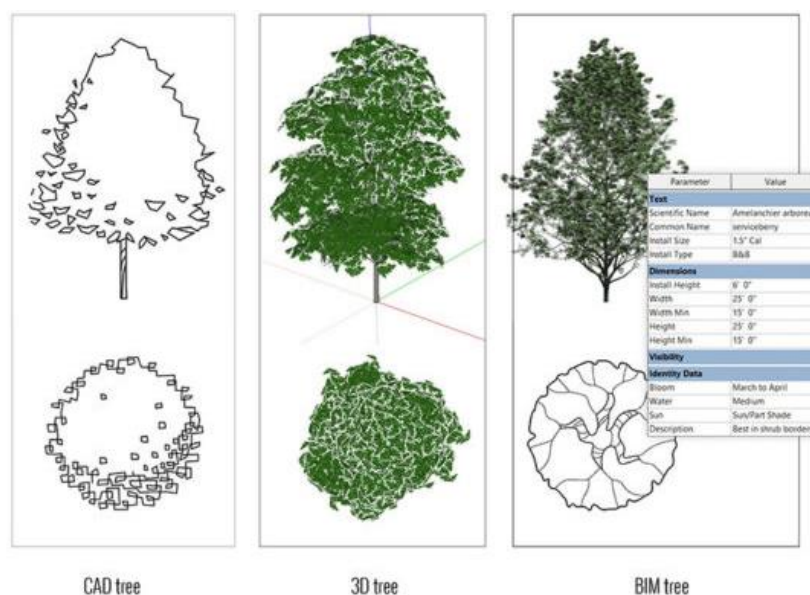 Parameter Value
Text
Scientific Name Amelanchier arbore
Common Name serviceberry
Install Size 1.5" Cal
Install Type B&B
Dimensions
Install Height 6' 0"
Width 25' 0"
Width Min 15' 0"
Height 25' 0"
Height Min 15' 0"
Visibility
Identity Data
Bloom March to April
Water Medium
Sun Sun/Part Shade
Description Best in shrub border
CAD tree
3D tree
BIM tree